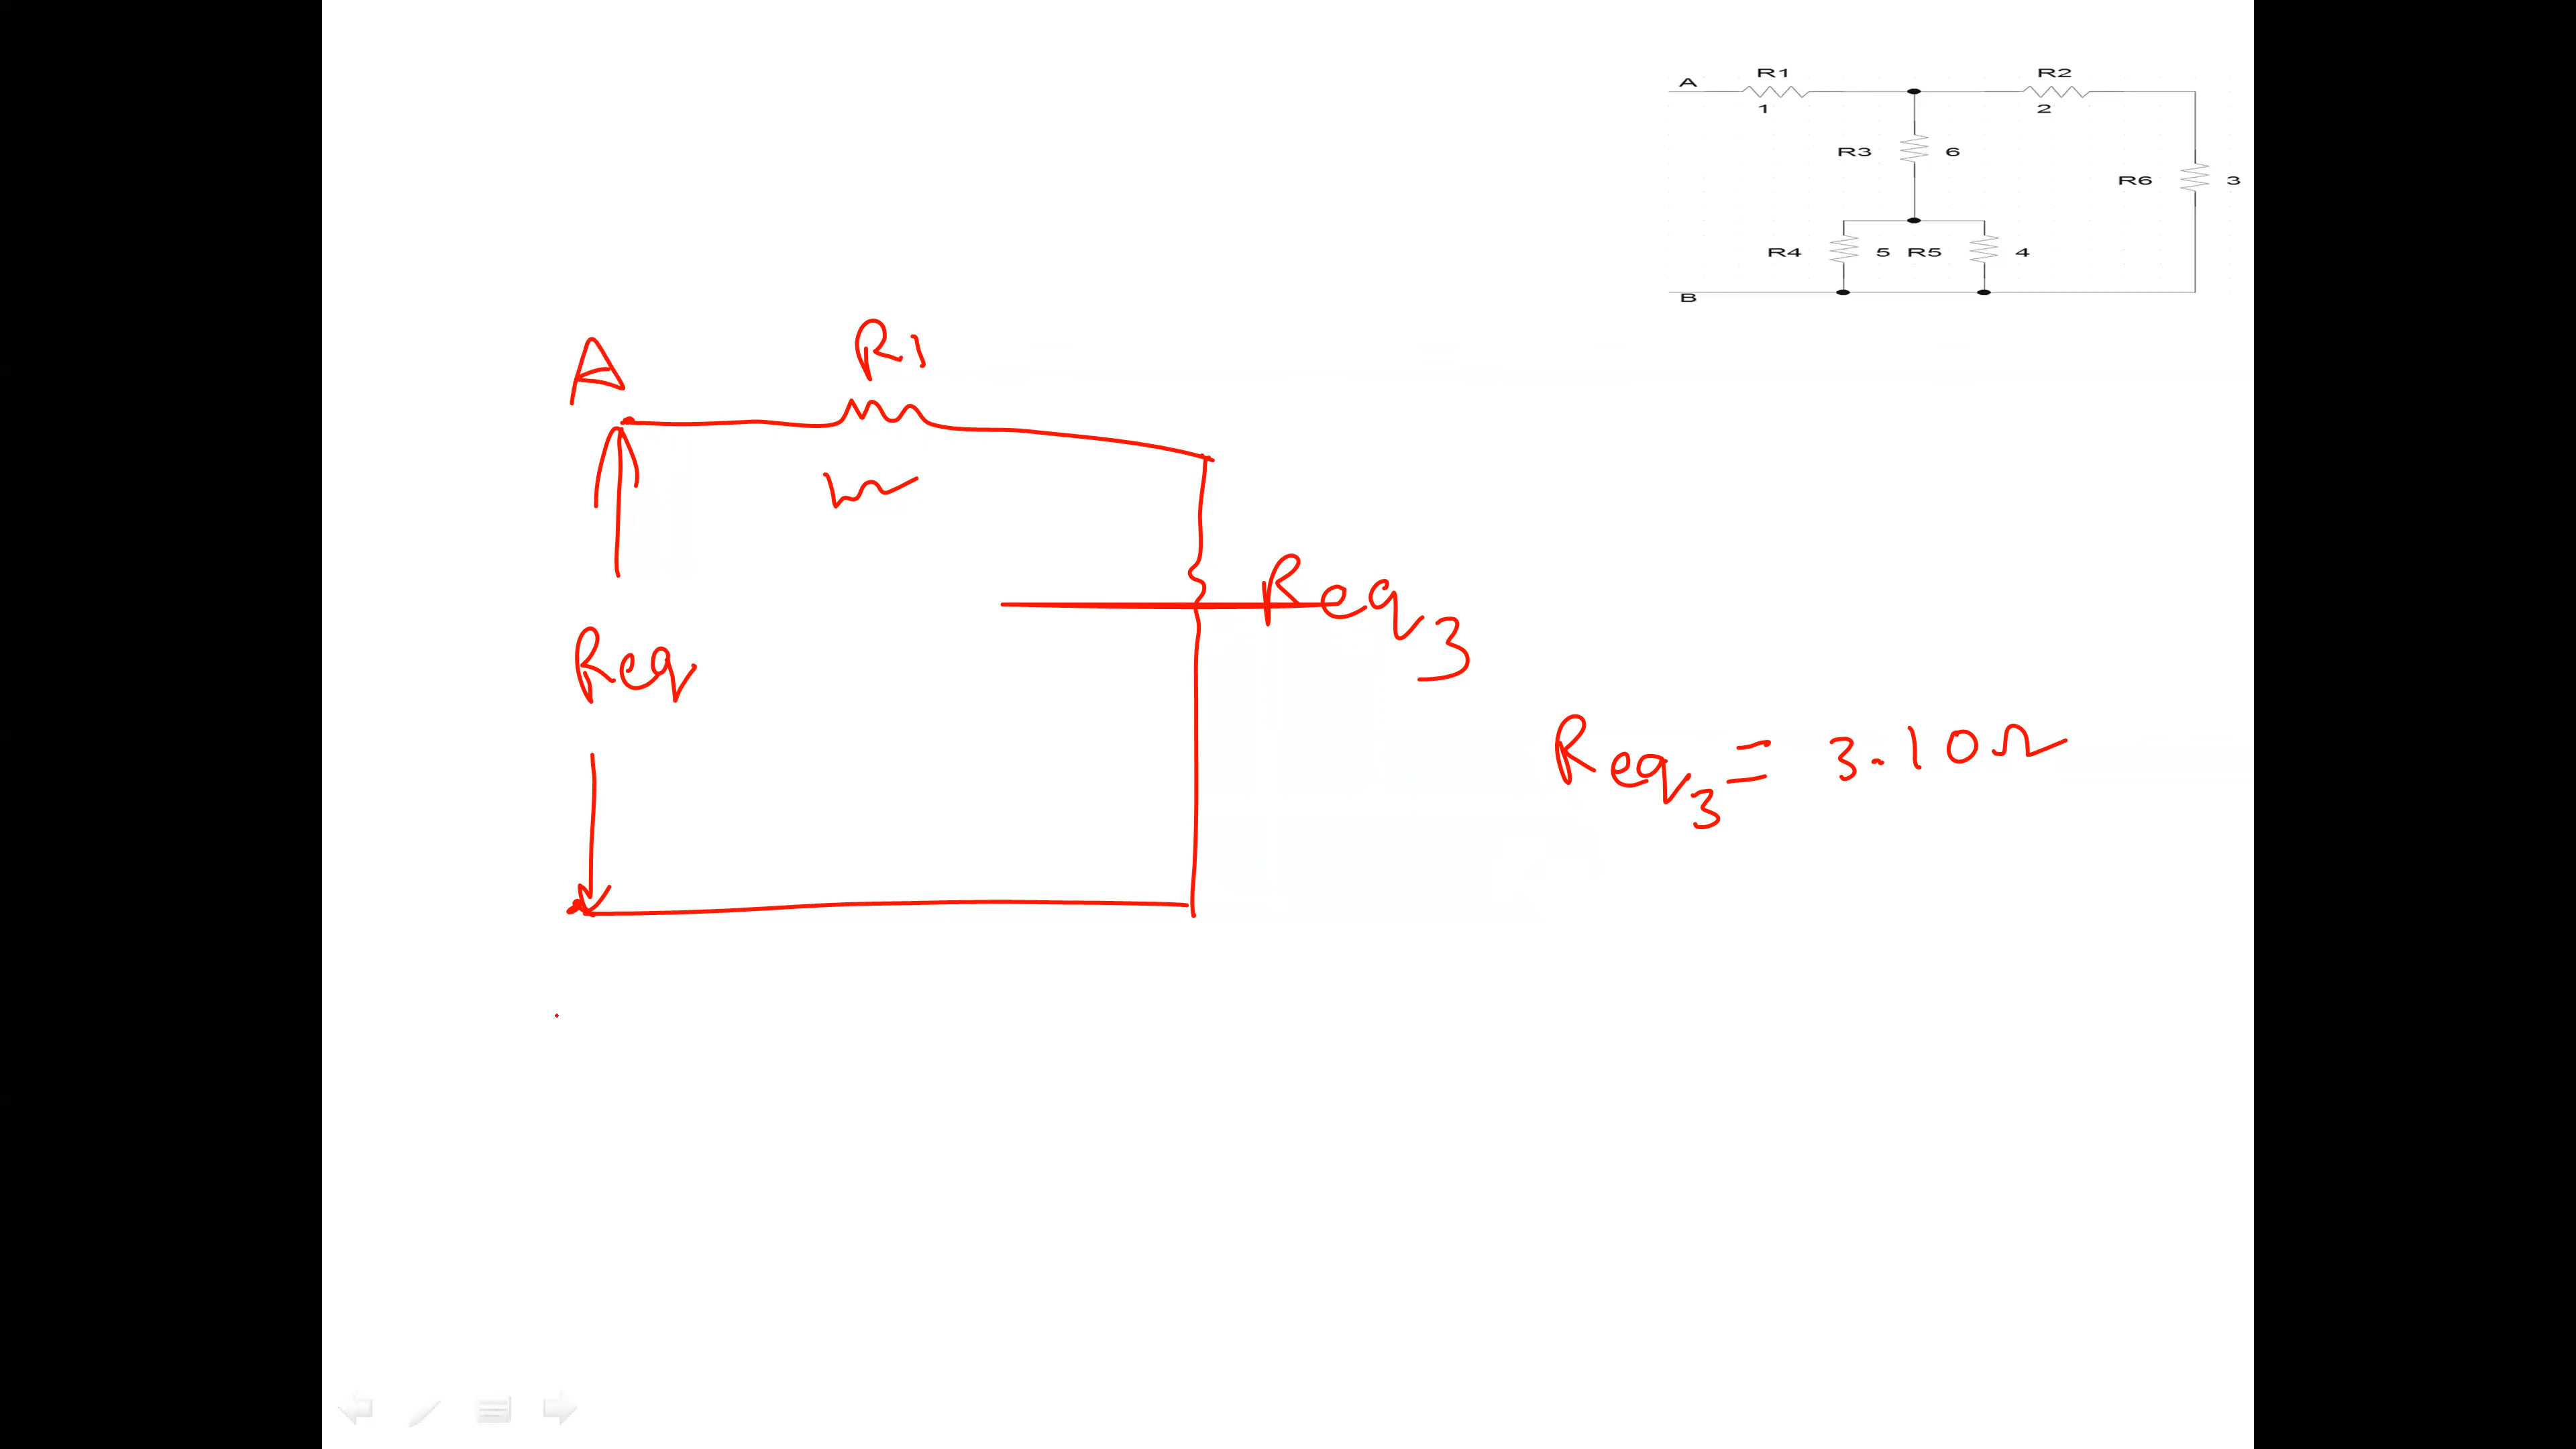 A R1 R2
1 2
R3 6
R6 3
R4 5 R5 4
B
R1
A
Req3
Req
Req3 = 3.10Ω